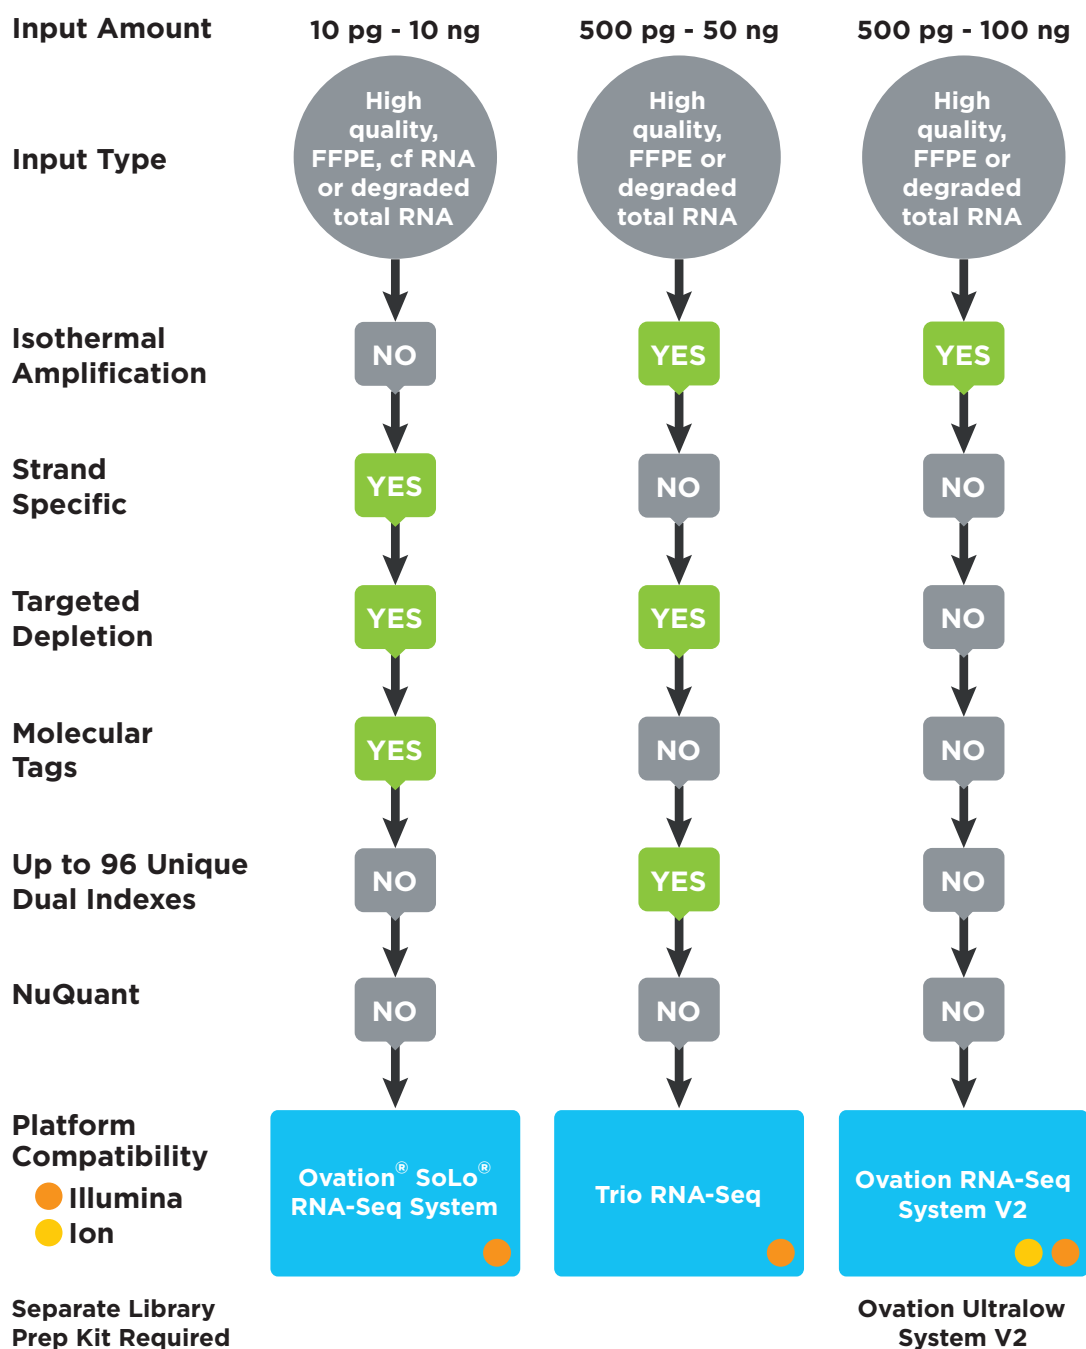 Input Amount
10 pg - 10 ng
500 pg - 50 ng
500 pg - 100 ng
Input Type
High
quality,
FFPE, cf RNA
or degraded
total RNA
High
quality,
FFPE or
degraded
total RNA
High
quality,
FFPE or
degraded
total RNA
Isothermal
Amplification
NO
YES
YES
Strand
Specific
YES
NO
NO
Targeted
Depletion
YES
YES
NO
Molecular
Tags
YES
NO
NO
Up to 96 Unique
Dual Indexes
NO
YES
NO
NuQuant
NO
NO
NO
Platform
Compatibility
Illumina
Ion
Ovation® SoLo®
RNA-Seq System
Trio RNA-Seq
Ovation RNA-Seq
System V2
Separate Library
Prep Kit Required
Ovation Ultralow
System V2